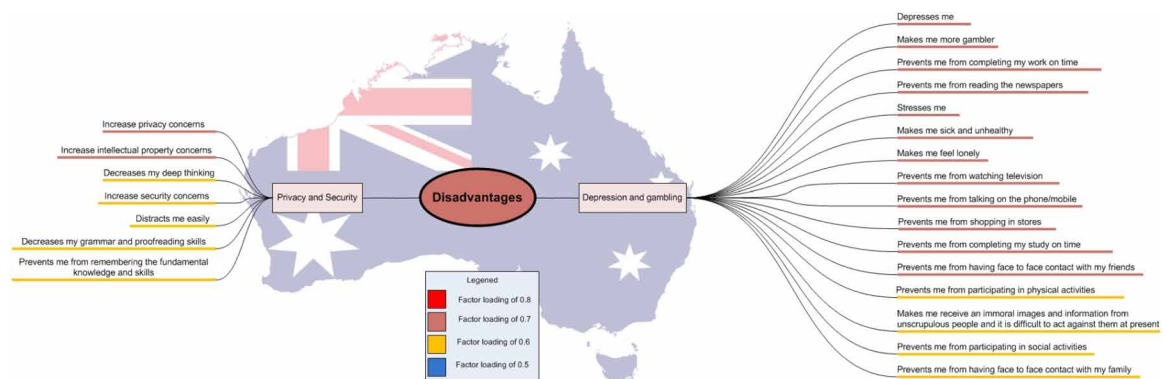 Increase privacy concerns
Increase intellectual property concerns
Decreases my deep thinking
Increase security concerns
Distracts me easily
Decreases my grammar and proofreading skills
Prevents me from remembering the fundamental
knowledge and skills
Privacy and Security
Disadvantages
Depression and gambling
Depresses me
Makes me more gambler
Prevents me from completing my work on time
Prevents me from reading the newspapers
Stresses me
Makes me sick and unhealthy
Makes me feel lonely
Prevents me from watching television
Prevents me from talking on the phone/mobile
Prevents me from shopping in stores
Prevents me from completing my study on time
Prevents me from having face to face contact with my friends
Prevents me from participating in physical activities
Makes me receive an immoral images and information from
unscrupulous people and it is difficult to act against them at present
Prevents me from participating in social activities
Prevents me from having face to face contact with my family
Legened
Factor loading of 0.8
Factor loading of 0.7
Factor loading of 0.6
Factor loading of 0.5